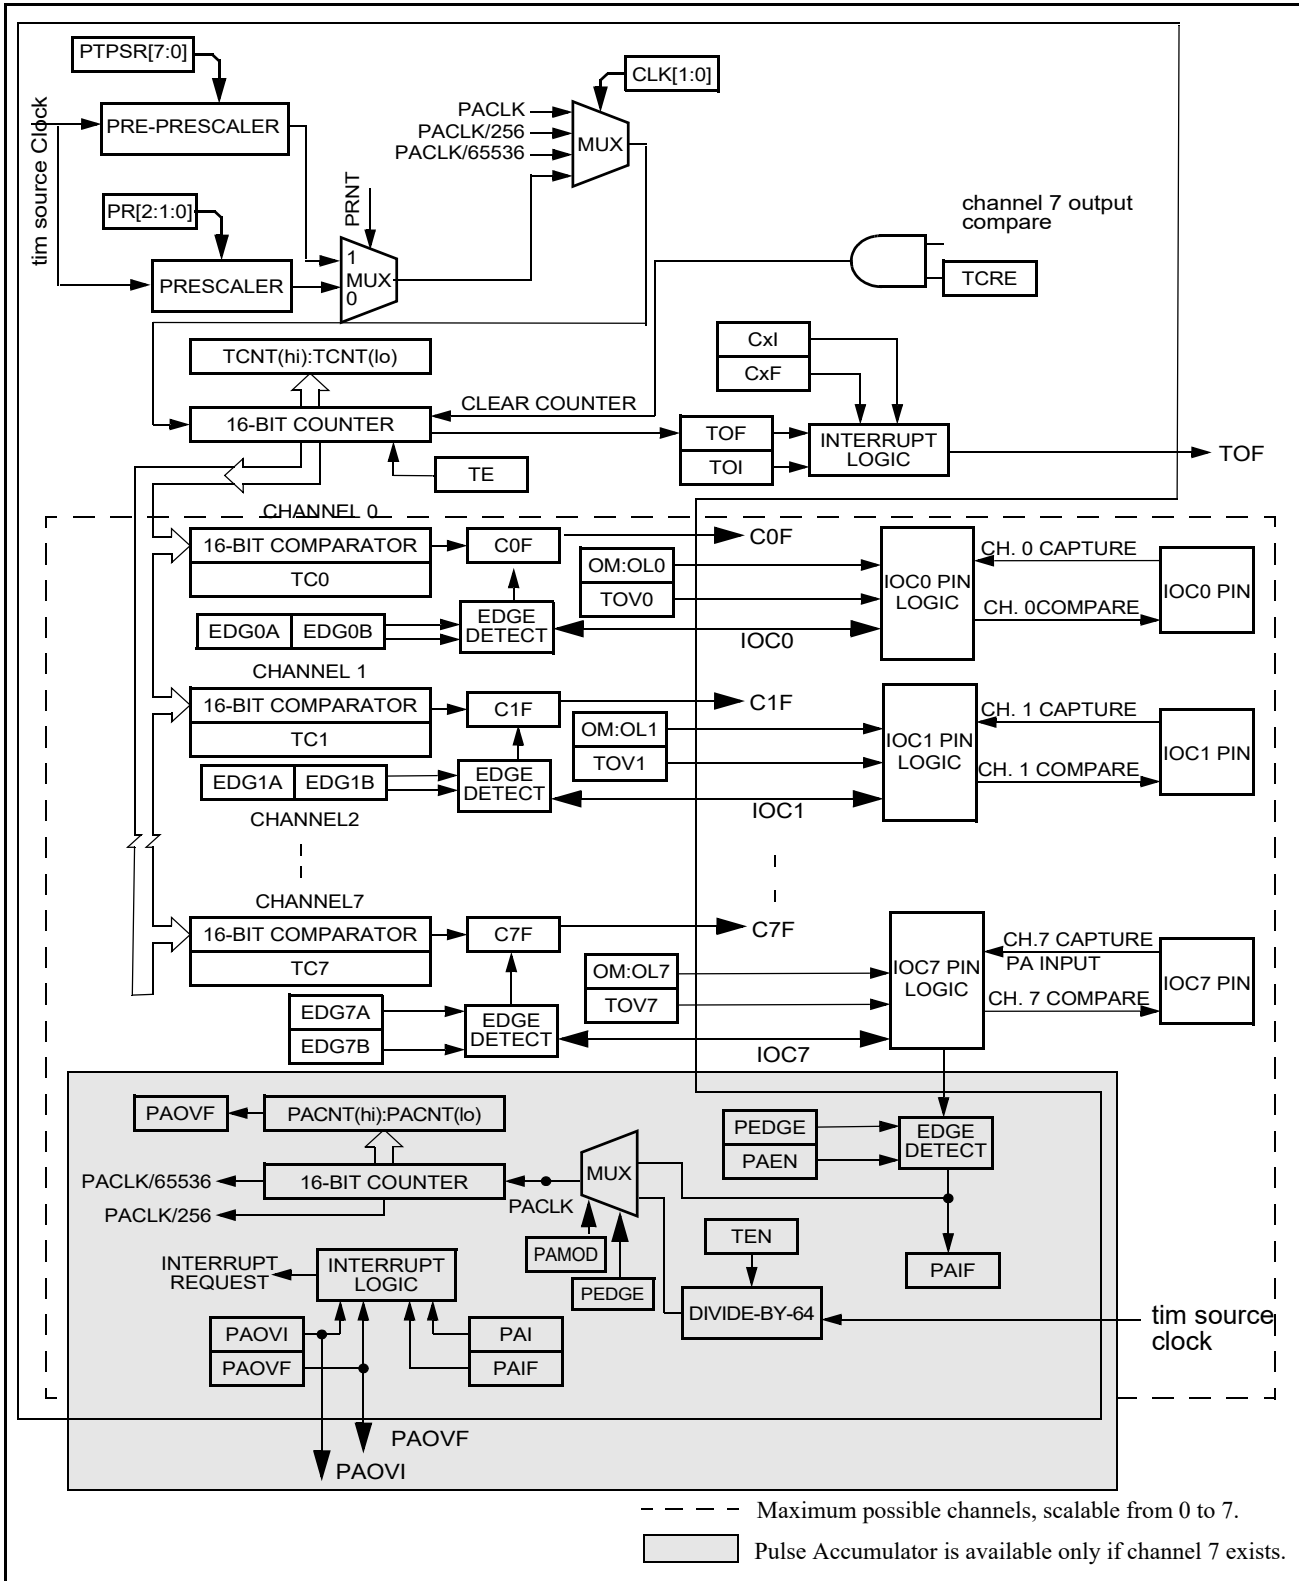 PTPSR[7:0]
CLK[1:0]
tim source Clock
PRE-PRESCALER
PACLK
PACLK/256
PACLK/65536
MUX
PR[2:1:0]
PRNT
channel 7 output
compare
PRESCALER
1
MUX
0
TCRE
TCNT(hi):TCNT(lo)
CxI
CxF
CLEAR COUNTER
16-BIT COUNTER
TOF
TOI
INTERRUPT
LOGIC
TOF
TE
CHANNEL 0
16-BIT COMPARATOR
TC0
C0F
C0F
OM:OL0
TOV0
IOC0 PIN
LOGIC
CH. 0 CAPTURE
CH. 0COMPARE
IOC0 PIN
EDG0A
EDG0B
EDGE
DETECT
IOC0
CHANNEL 1
16-BIT COMPARATOR
TC1
C1F
C1F
OM:OL1
TOV1
IOC1 PIN
LOGIC
CH. 1 CAPTURE
CH. 1 COMPARE
IOC1 PIN
EDG1A
EDG1B
EDGE
DETECT
IOC1
CHANNEL2
CHANNEL7
16-BIT COMPARATOR
TC7
C7F
C7F
OM:OL7
TOV7
IOC7 PIN
LOGIC
CH.7 CAPTURE
PA INPUT
CH. 7 COMPARE
IOC7 PIN
EDG7A
EDG7B
EDGE
DETECT
IOC7
PAOVF
PACNT(hi):PACNT(lo)
PEDGE
PAEN
EDGE
DETECT
PACLK/65536
PACLK/256
16-BIT COUNTER
PACLK
MUX
PAMOD
PEDGE
TEN
PAIF
INTERRUPT
REQUEST
INTERRUPT
LOGIC
DIVIDE-BY-64
tim source
clock
PAOVI
PAOVF
PAI
PAIF
PAOVF
PAOVI
Maximum possible channels, scalable from 0 to 7.
Pulse Accumulator is available only if channel 7 exists.